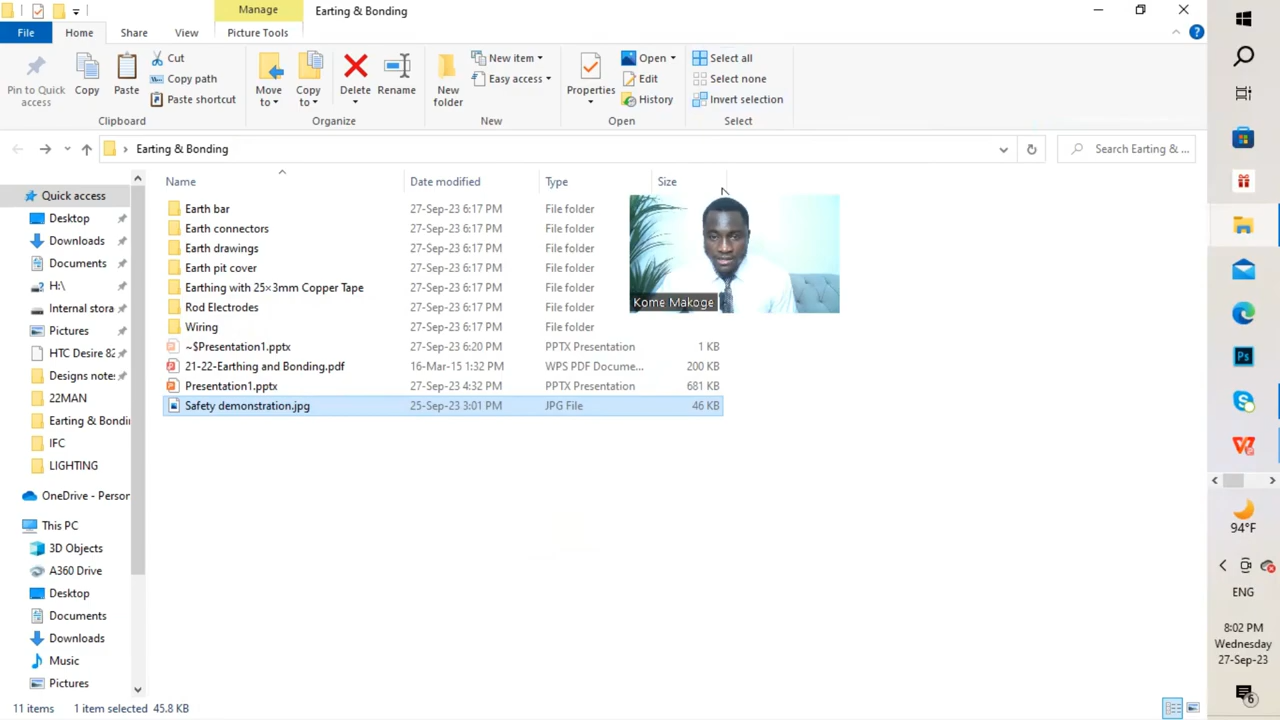 Manage
Earting & Bonding
File
Home
Share
View
Picture Tools
Pin to Quick access
Copy
Paste
Cut
Copy path
Paste shortcut
Clipboard
Move to
Copy to
Delete
Rename
Organize
New folder
New item
Easy access
New
Properties
Open
Edit
History
Open
Select all
Select none
Invert selection
Select
Earting & Bonding
Search Earting & ...
Name
Date modified
Type
Size
Earth bar 27-Sep-23 6:17 PM File folder
Earth connectors 27-Sep-23 6:17 PM File folder
Earth drawings 27-Sep-23 6:17 PM File folder
Earth pit cover 27-Sep-23 6:17 PM File folder
Earthing with 25×3mm Copper Tape 27-Sep-23 6:17 PM File folder
Rod Electrodes 27-Sep-23 6:17 PM File folder
Wiring 27-Sep-23 6:17 PM File folder
~$Presentation1.pptx 27-Sep-23 6:20 PM PPTX Presentation 1 KB
21-22-Earthing and Bonding.pdf 16-Mar-15 1:32 PM WPS PDF Docume... 200 KB
Presentation1.pptx 27-Sep-23 4:32 PM PPTX Presentation 681 KB
Safety demonstration.jpg 25-Sep-23 3:01 PM JPG File 46 KB
Kome Makoge
Quick access
Desktop
Downloads
Documents
H:\
Internal stora
Pictures
HTC Desire 82
Designs note
22MAN
Earting & Bondi
IFC
LIGHTING
OneDrive - Person
This PC
3D Objects
A360 Drive
Desktop
Documents
Downloads
Music
Pictures
11 items 1 item selected 45.8 KB
Ps
94°F
ENG
8:02 PM
Wednesday
27-Sep-23
6